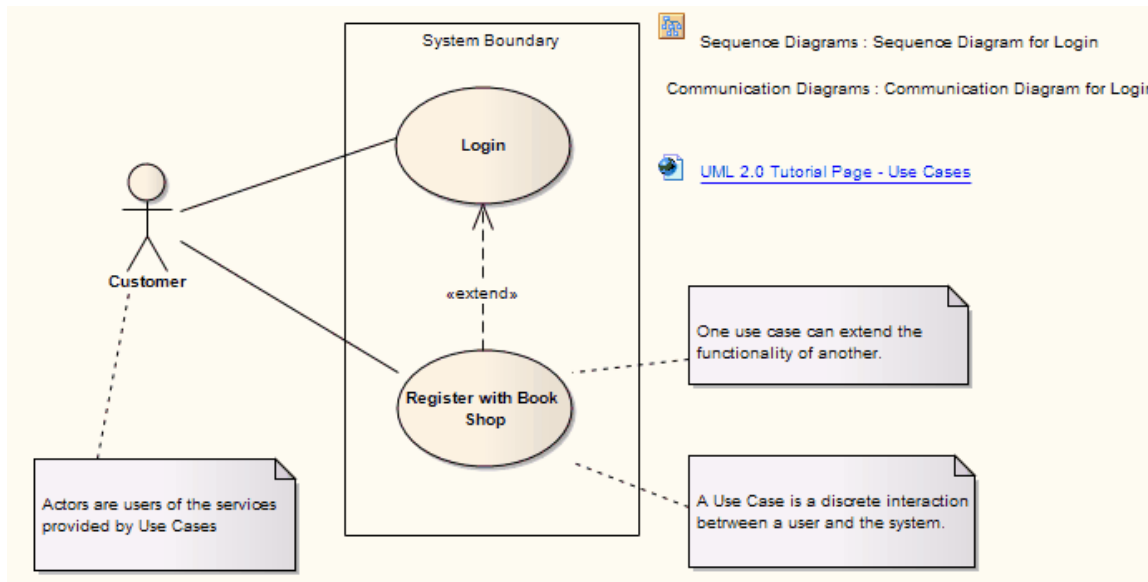 System Boundary
Sequence Diagrams : Sequence Diagram for Login
Communication Diagrams : Communication Diagram for Login
Login
UML 2.0 Tutorial Page - Use Cases
Customer
«extend»
One use case can extend the
functionality of another.
Register with Book
Shop
Actors are users of the services
provided by Use Cases
A Use Case is a discrete interaction
betrween a user and the system.